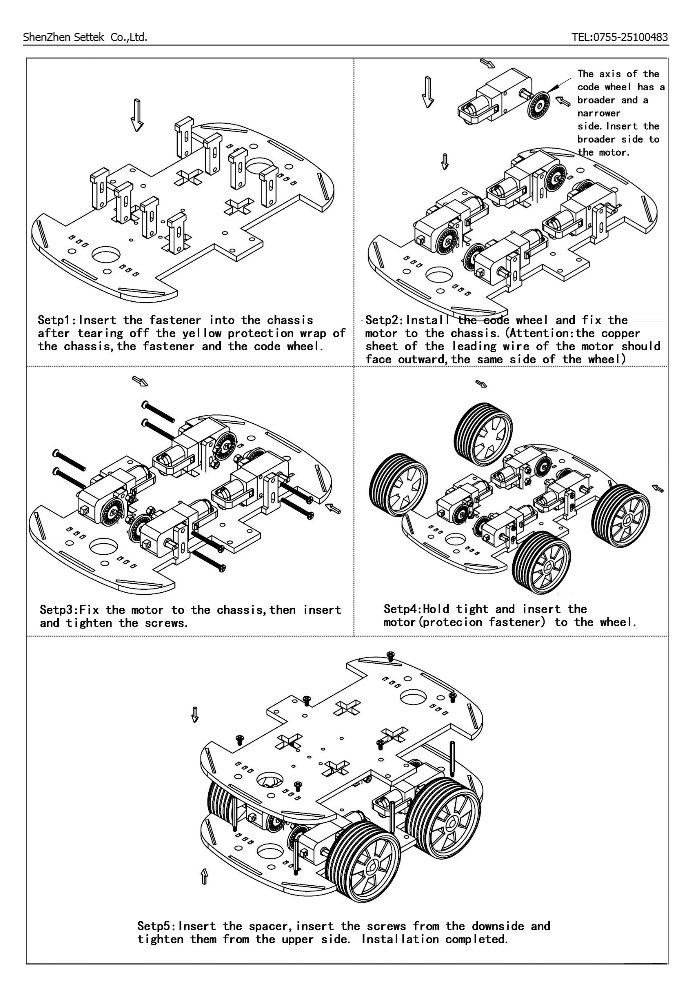 ShenZhen Settek Co.,Ltd.
TEL:0755-25100483
The axis of the
code wheel has a
broader and a
narrower
side.Insert the
broader side to
the motor.
Setp1:Insert the fastener into the chassis
after tearing off the yellow protection wrap of
the chassis,the fastener and the code wheel.
Setp2:Install the code wheel and fix the
motor to the chassis.(Attention:the copper
sheet of the leading wire of the motor should
face outward,the same side of the wheel)
Setp3:Fix the motor to the chassis,then insert
and tighten the screws.
Setp4:Hold tight and insert the
motor(protecion fastener) to the wheel.
Setp5:Insert the spacer,insert the screws from the downside and
tighten them from the upper side. Installation completed.